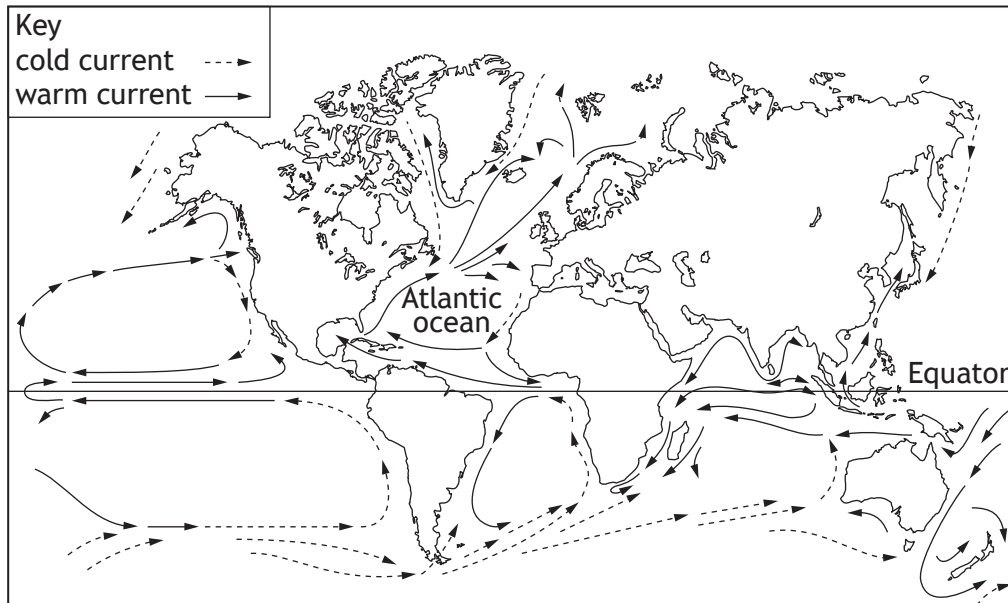 Key
cold current
warm current
Atlantic
ocean
Equator